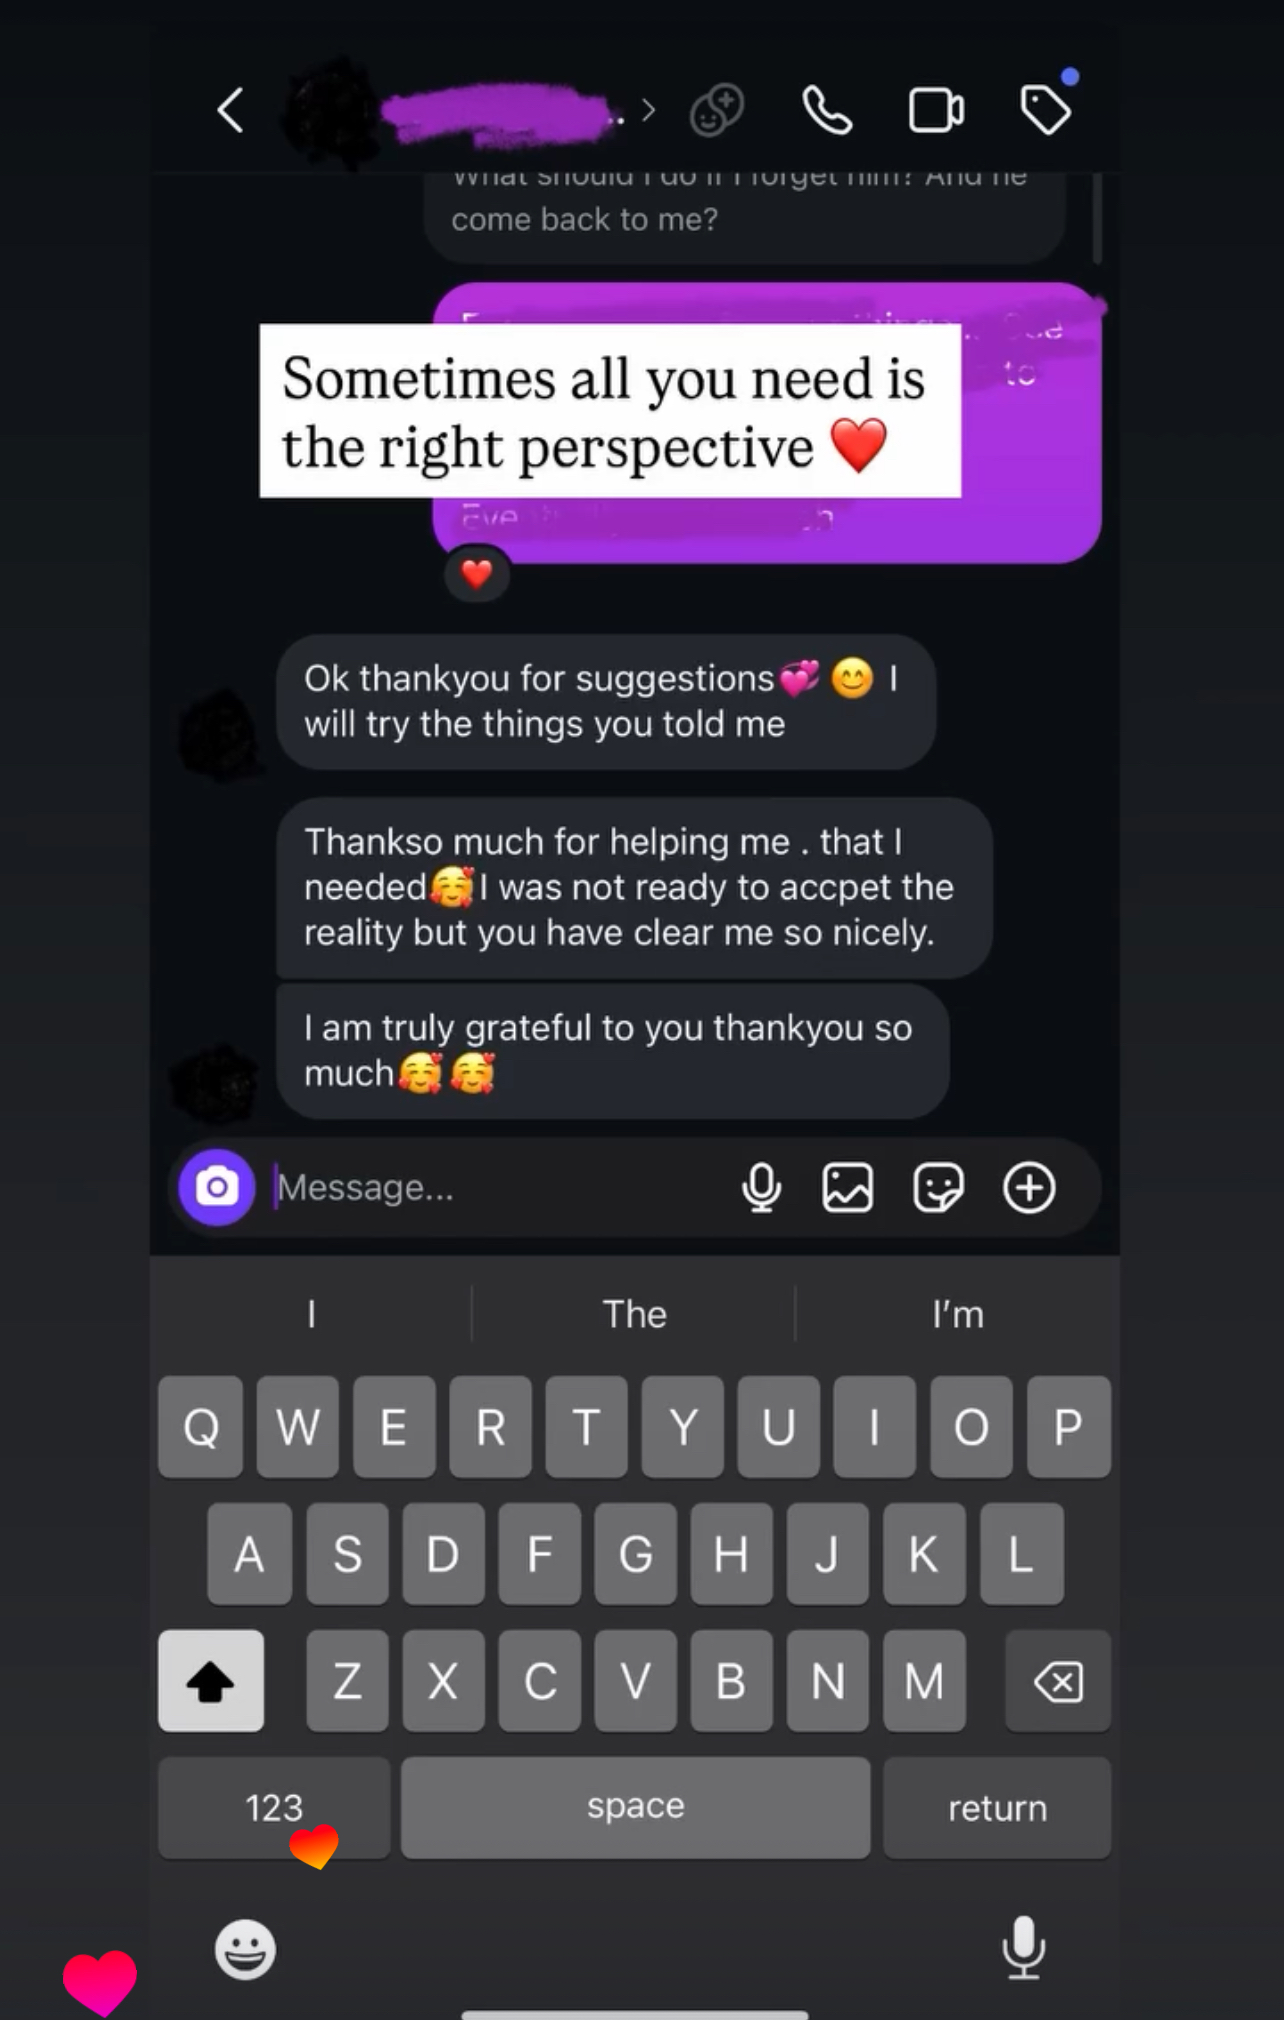 What should I do if I forget him? And he
come back to me?
to
Sometimes all you need is
the right perspective ❤️
Ok thankyou for suggestions💞 😊 I
will try the things you told me
Thankso much for helping me . that I
needed🥰I was not ready to accpet the
reality but you have clear me so nicely.
I am truly grateful to you thankyou so
much🥰 🥰
Message...
I The I'm
Q W E R T Y U I O P
A S D F G H J K L
Z X C V B N M
123 space return